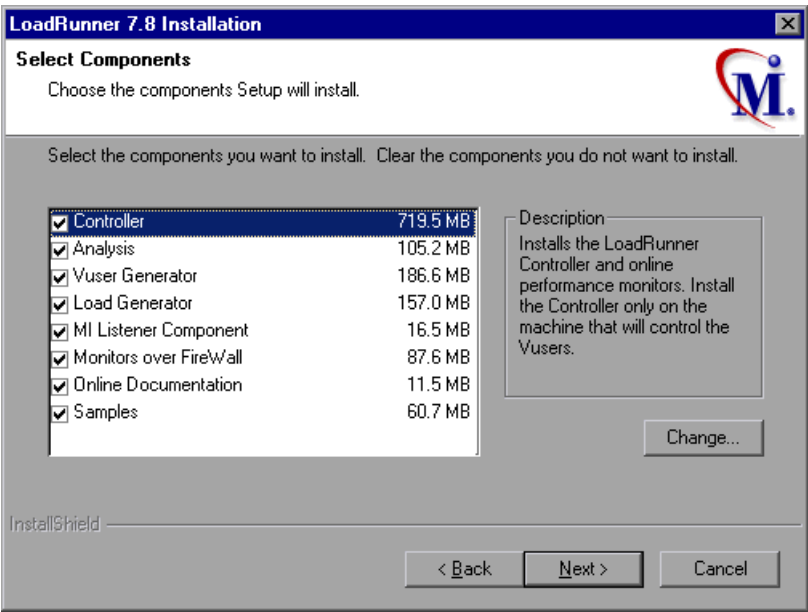 LoadRunner 7.8 Installation
Select Components
Choose the components Setup will install.
M.
Select the components you want to install. Clear the components you do not want to install.
Controller 719.5 MB
Analysis 105.2 MB
Vuser Generator 186.6 MB
Load Generator 157.0 MB
MI Listener Component 16.5 MB
Monitors over FireWall 87.6 MB
Online Documentation 11.5 MB
Samples 60.7 MB
Description
Installs the LoadRunner
Controller and online
performance monitors. Install
the Controller only on the
machine that will control the
Vusers.
Change...
InstallShield
< Back
Next >
Cancel